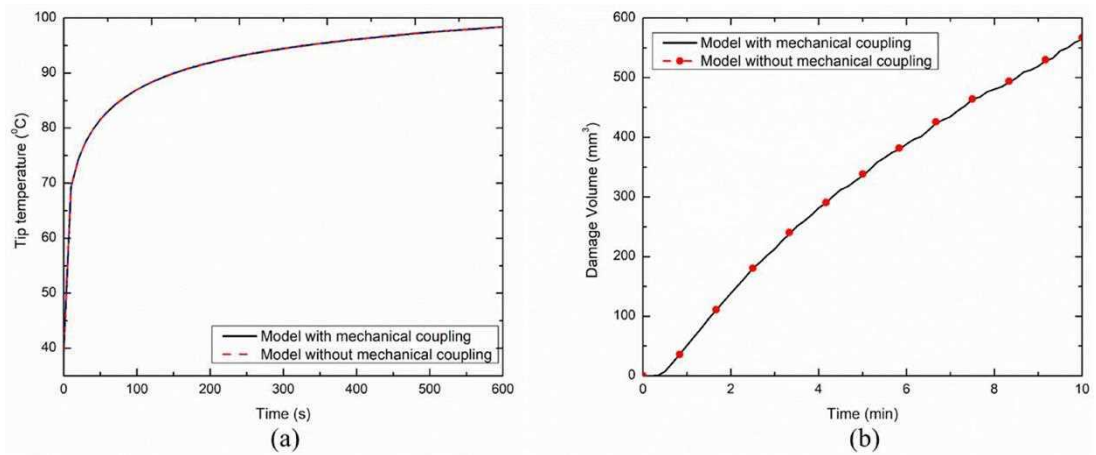 100
90
80
70
60
50
40
Tip temperature (⁰C)
Model with mechanical coupling
Model without mechanical coupling
0 100 200 300 400 500 600
Time (s)
(a)
600
500
400
300
200
100
0
Damage Volume (mm³)
Model with mechanical coupling
Model without mechanical coupling
0 2 4 6 8 10
Time (min)
(b)